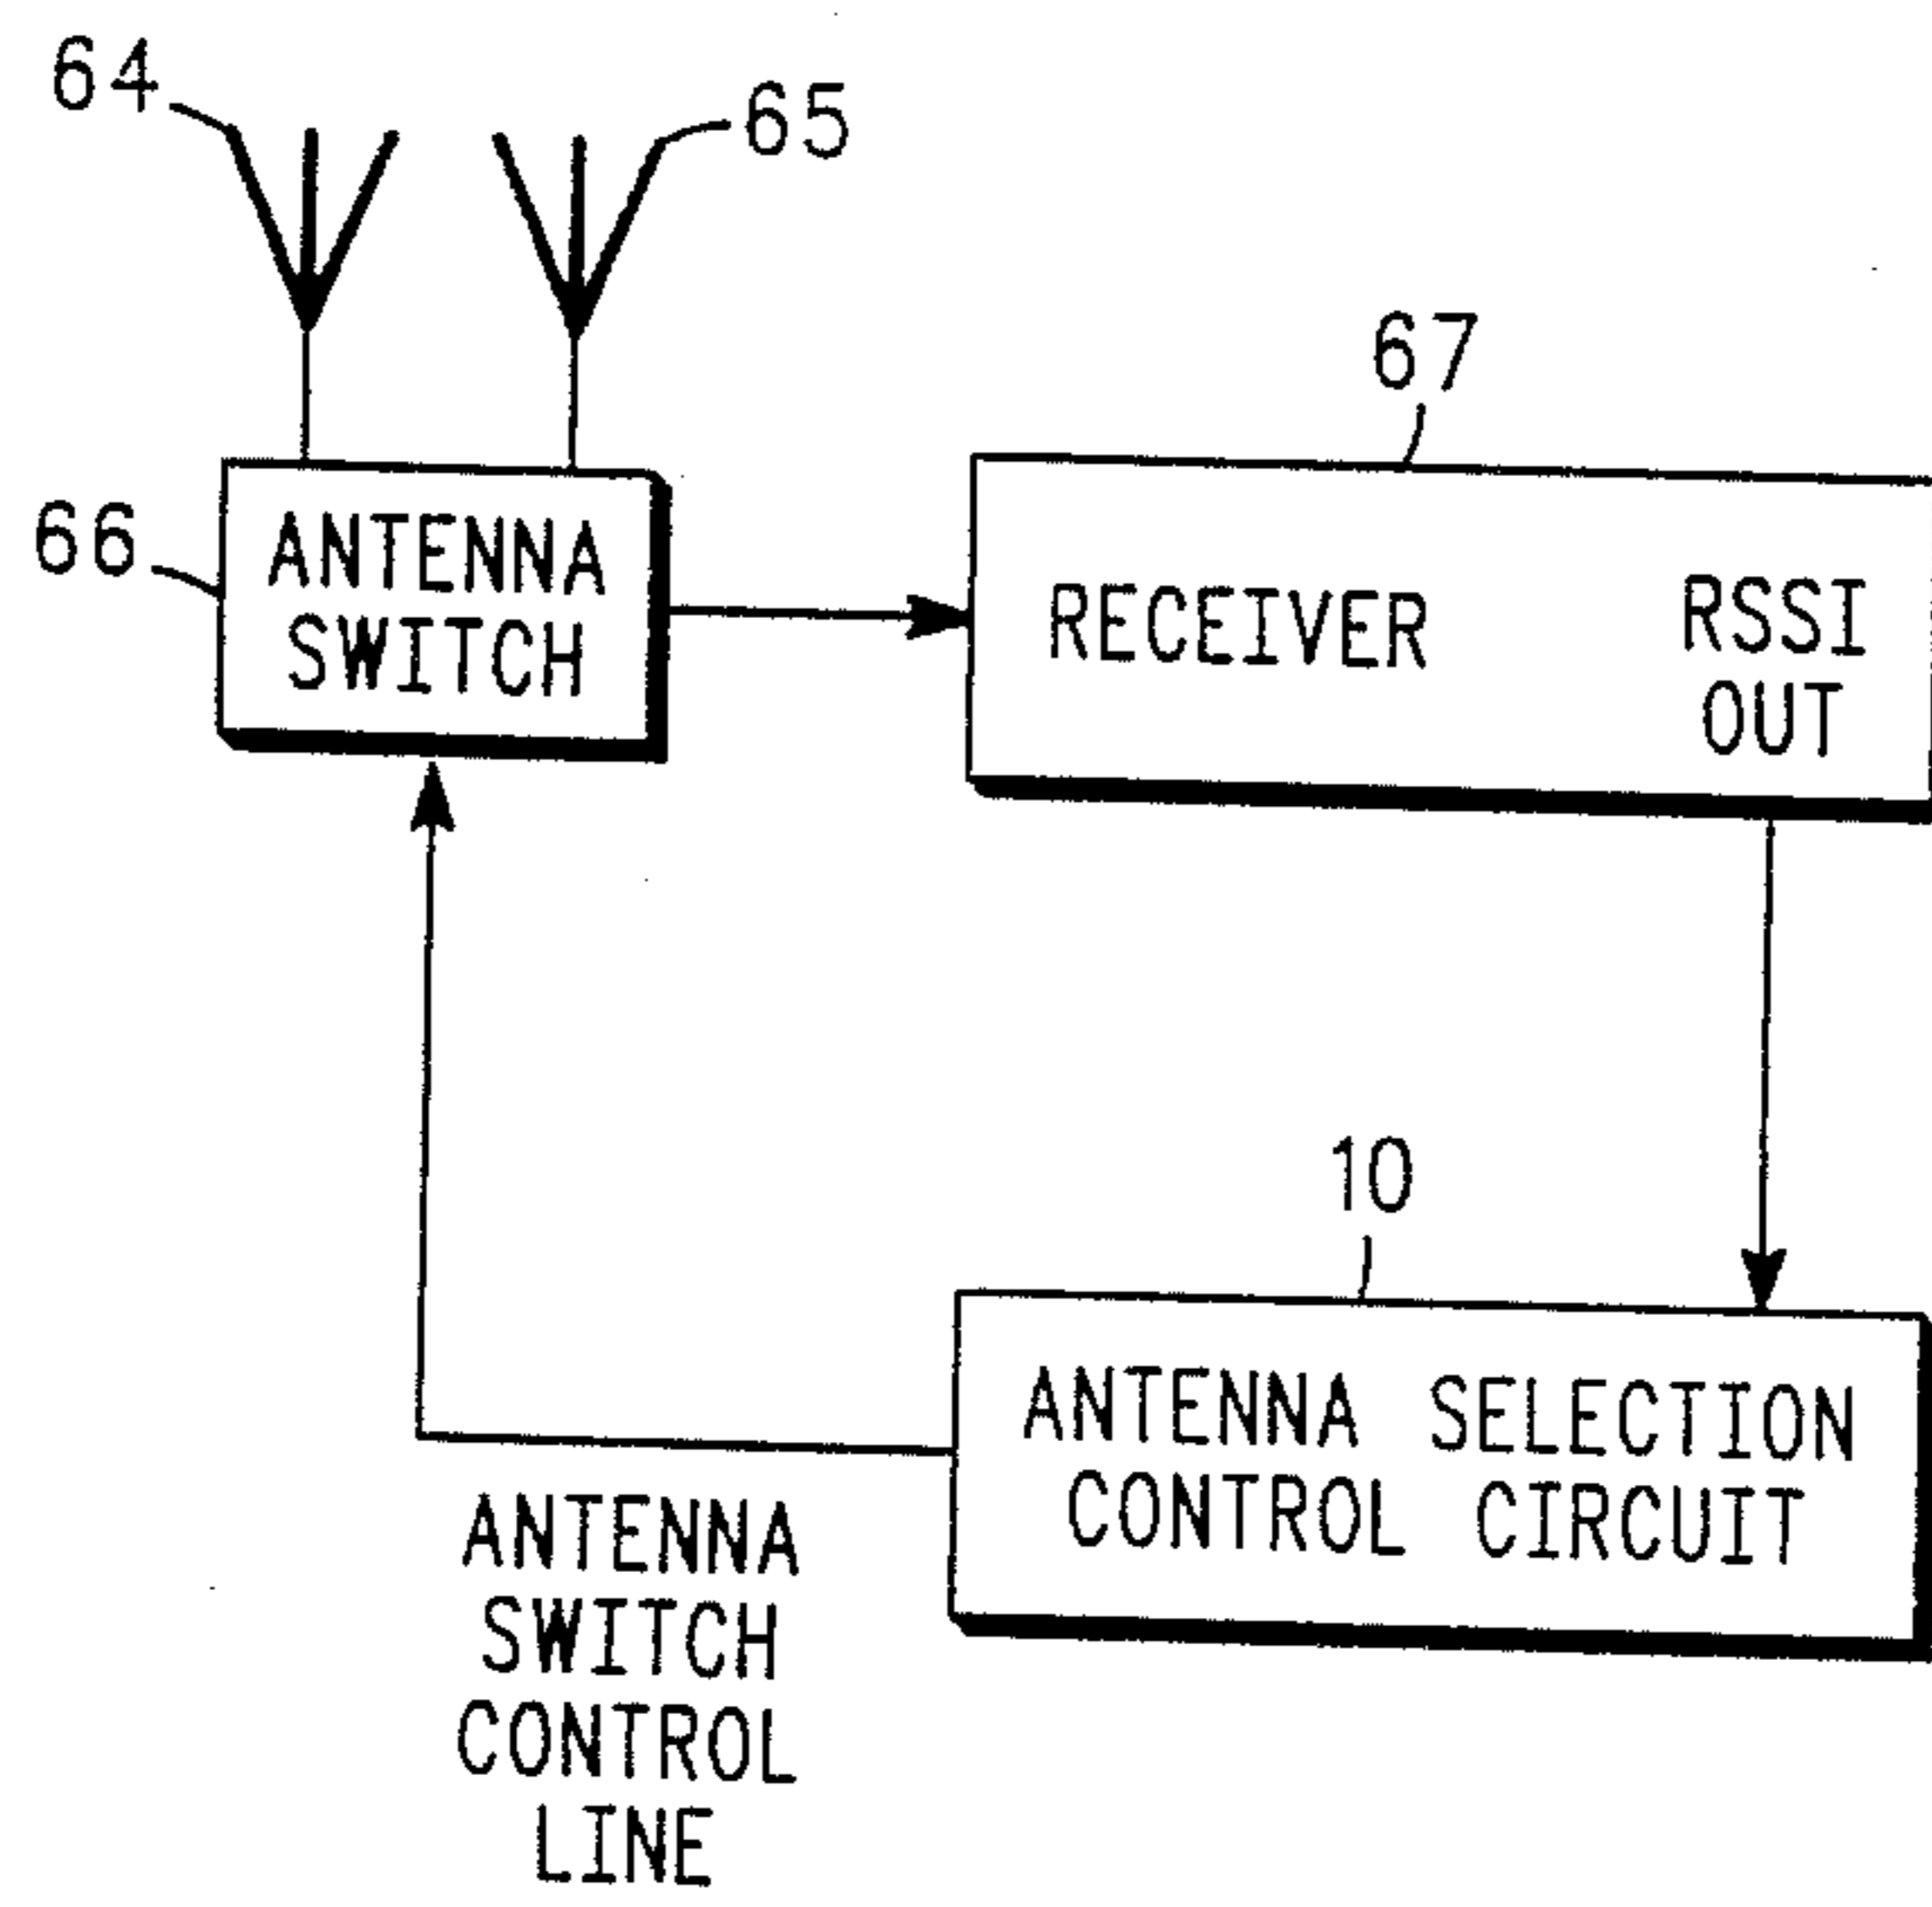 64
65
67
66
ANTENNA
SWITCH
RECEIVER
RSSI
OUT
10
ANTENNA SELECTION
CONTROL CIRCUIT
ANTENNA
SWITCH
CONTROL
LINE